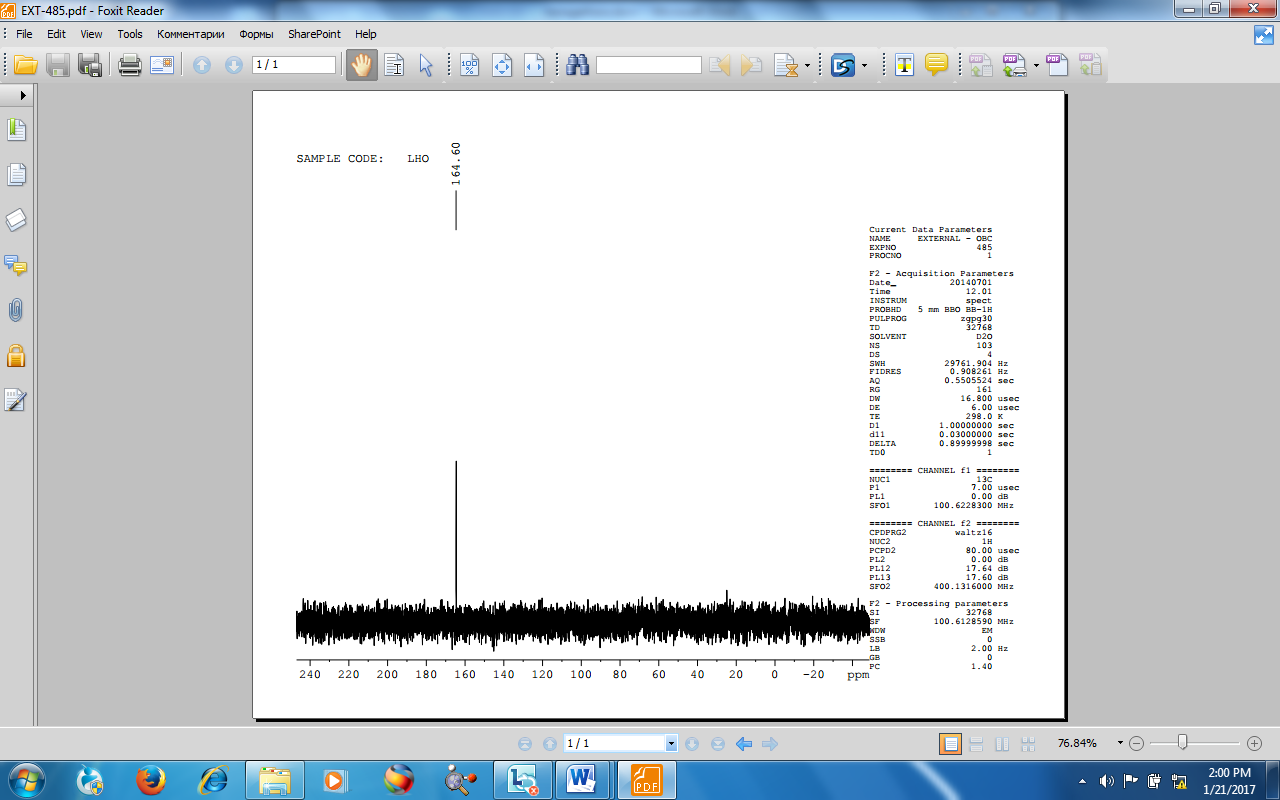 EXT-485.pdf - Foxit Reader
File Edit View Tools Комментарии Формы SharePoint Help
1 / 1
SAMPLE CODE: LHO
164.60
Current Data Parameters
NAME EXTERNAL - OBC
EXPNO 485
PROCNO 1
F2 - Acquisition Parameters
Date_ 20140701
Time 12.01
INSTRUM spect
PROBHD 5 mm BBO BB-1H
PULPROG zgpg30
TD 32768
SOLVENT D2O
NS 103
DS 4
SWH 29761.904 Hz
FIDRES 0.908261 Hz
AQ 0.5505524 sec
RG 161
DW 16.800 usec
DE 6.00 usec
TE 298.0 K
D1 1.00000000 sec
d11 0.03000000 sec
DELTA 0.89999998 sec
TD0 1
======== CHANNEL f1 ========
NUC1 13C
P1 7.00 usec
PL1 0.00 dB
SFO1 100.6228300 MHz
======== CHANNEL f2 ========
CPDPRG2 waltz16
NUC2 1H
PCPD2 80.00 usec
PL2 0.00 dB
PL12 17.64 dB
PL13 17.60 dB
SFO2 400.1316000 MHz
F2 - Processing parameters
SI 32768
SF 100.6128590 MHz
WDW EM
SSB 0
LB 2.00 Hz
GB 0
PC 1.40
240 220 200 180 160 140 120 100 80 60 40 20 0 -20 ppm
1 / 1
76.84%
2:00 PM
1/21/2017